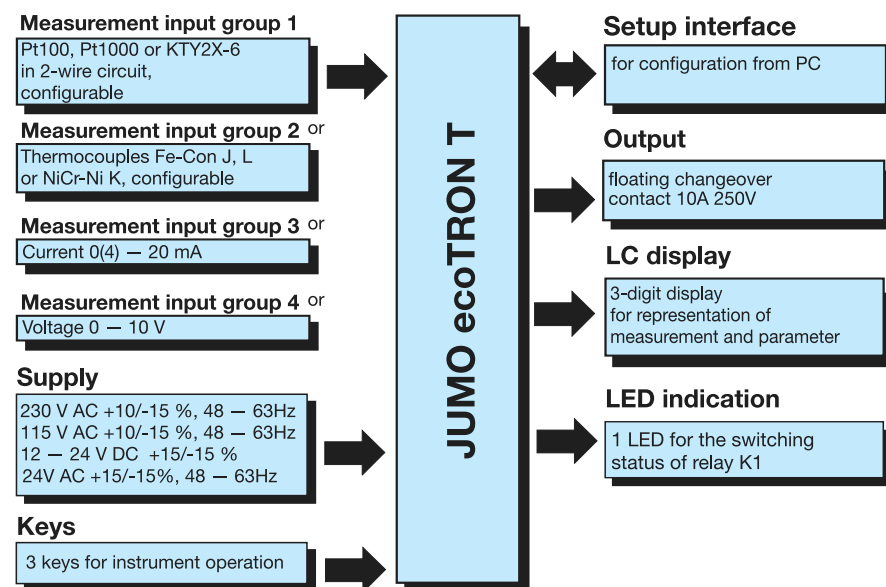 Measurement input group 1
Pt100, Pt1000 or KTY2X-6
in 2-wire circuit,
configurable
Measurement input group 2 or
Thermocouples Fe-Con J, L
or NiCr-Ni K, configurable
Measurement input group 3 or
Current 0(4) — 20 mA
Measurement input group 4 or
Voltage 0 — 10 V
Supply
230 V AC +10/-15 %, 48 — 63Hz
115 V AC +10/-15 %, 48 — 63Hz
12 — 24 V DC +15/-15 %
24V AC +15/-15%, 48 — 63Hz
Keys
3 keys for instrument operation
JUMO ecoTRON T
Setup interface
for configuration from PC
Output
floating changeover
contact 10A 250V
LC display
3-digit display
for representation of
measurement and parameter
LED indication
1 LED for the switching
status of relay K1